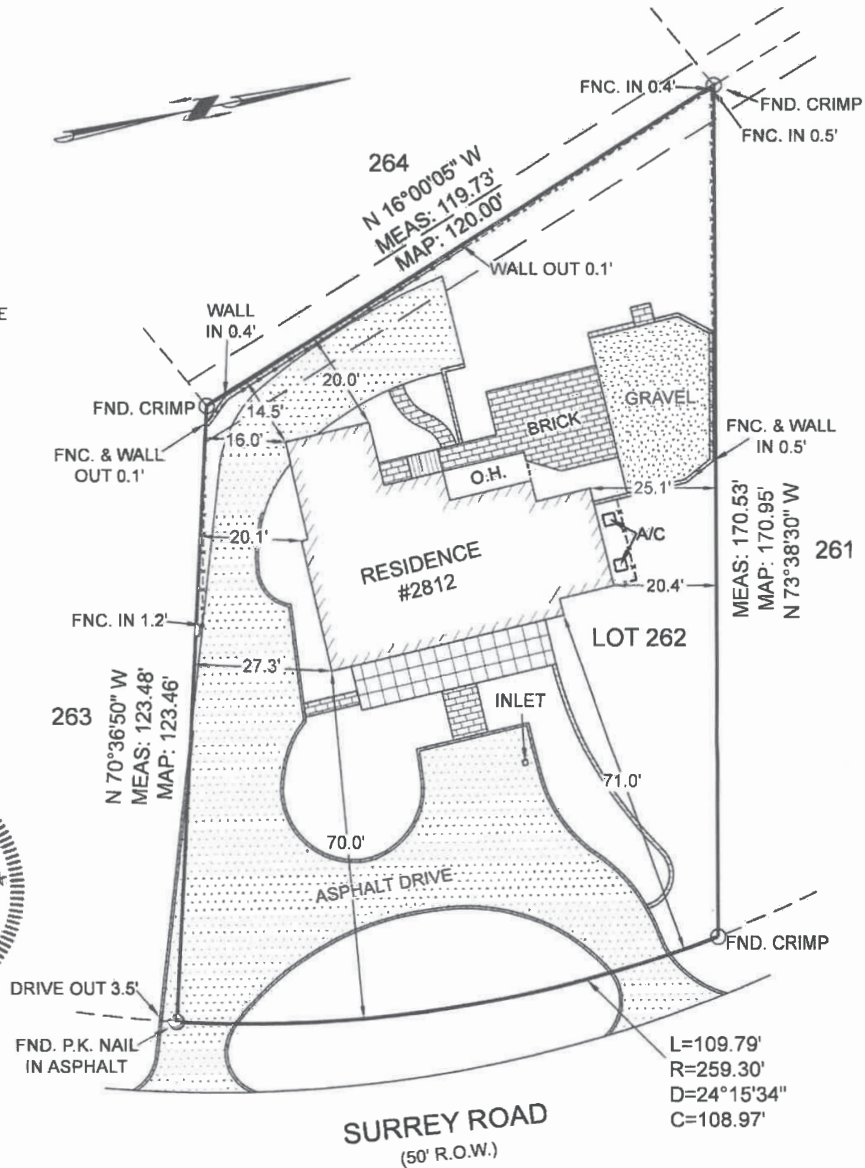 FNC. IN 0.4'
FND. CRIMP
FNC. IN 0.5'
264
N 16°00'05" W
MEAS: 119.73'
MAP: 120.00'
WALL OUT 0.1'
E
WALL
IN 0.4'
20.0'
FND. CRIMP
14.5'
16.0'
FNC. & WALL
OUT 0.1'
GRAVEL
BRICK
FNC. & WALL
IN 0.5'
O.H.
25.1'
20.1'
A/C
RESIDENCE
#2812
20.4'
MEAS: 170.53'
MAP: 170.95'
N 73°38'30" W
261
FNC. IN 1.2'
LOT 262
27.3'
263
N 70°36'50" W
MEAS: 123.48'
MAP: 123.46'
INLET
71.0'
70.0'
ASPHALT DRIVE
FND. CRIMP
DRIVE OUT 3.5'
FND. P.K. NAIL
IN ASPHALT
L=109.79'
R=259.30'
D=24°15'34"
C=108.97'
SURREY ROAD
(50' R.O.W.)